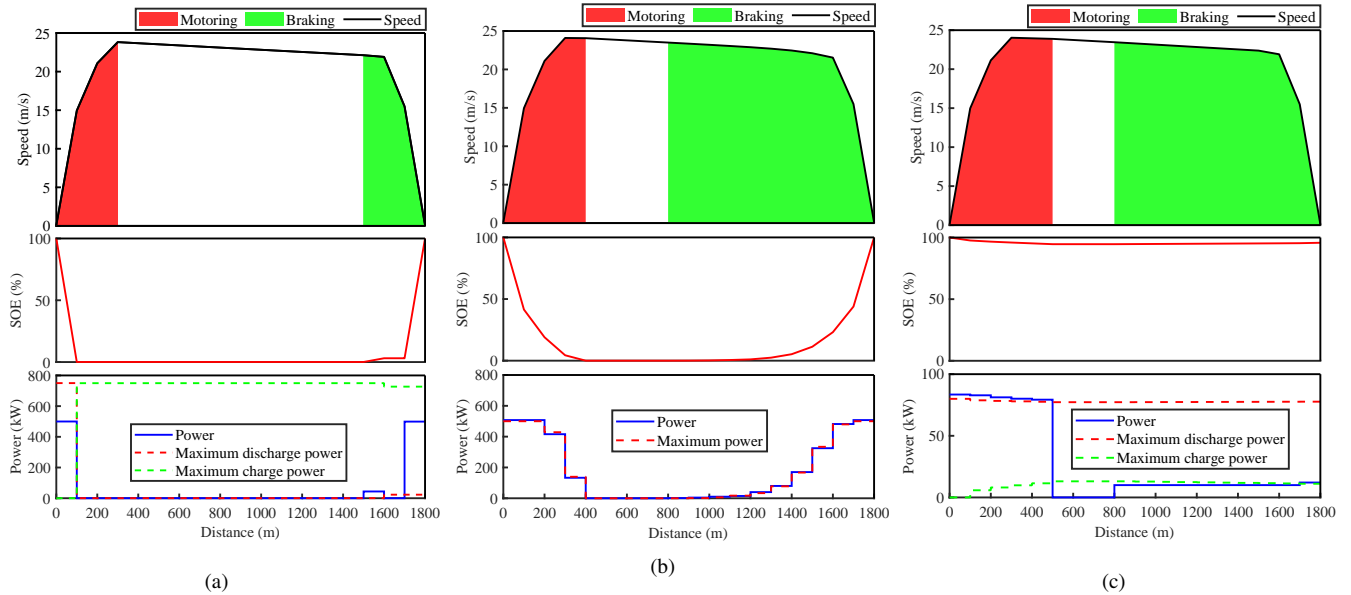 Motoring Braking Speed
25
20
15
10
5
0
Speed (m/s)
100
50
0
SOE (%)
800
600
400
200
0
Power (kW)
Power
Maximum discharge power
Maximum charge power
0 200 400 600 800 1000 1200 1400 1600 1800
Distance (m)
(a)
Motoring Braking Speed
25
20
15
10
5
0
Speed (m/s)
100
50
0
SOE (%)
800
600
400
200
0
Power (kW)
Power
Maximum power
0 200 400 600 800 1000 1200 1400 1600 1800
Distance (m)
(b)
Motoring Braking Speed
25
20
15
10
5
0
Speed (m/s)
100
50
0
SOE (%)
100
50
0
Power (kW)
Power
Maximum discharge power
Maximum charge power
0 200 400 600 800 1000 1200 1400 1600 1800
Distance (m)
(c)